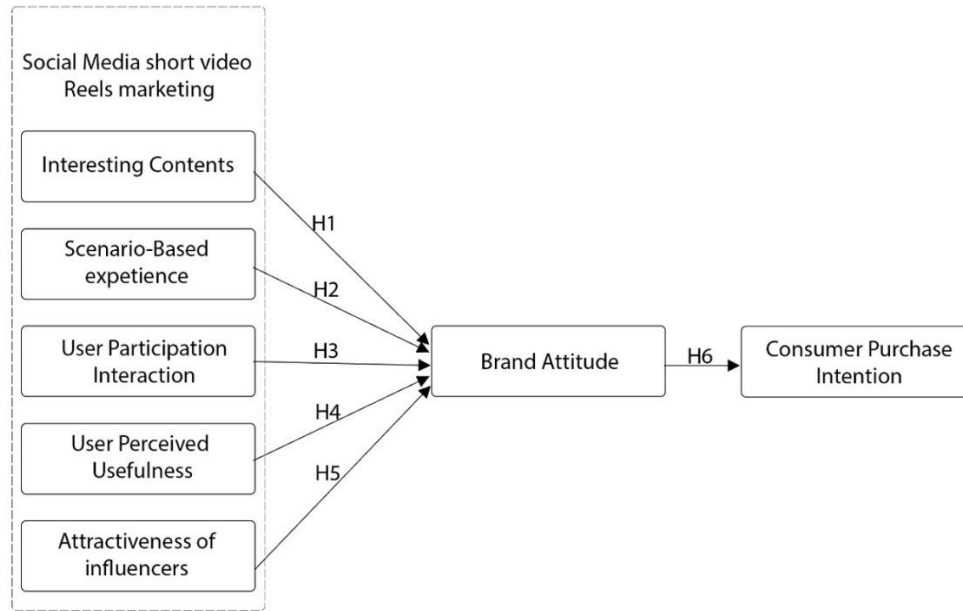 Social Media short video
Reels marketing
Interesting Contents
H1
Scenario-Based
expetience
H2
User Participation
Interaction
H3
Brand Attitude
H6
Consumer Purchase
Intention
User Perceived
Usefulness
H4
H5
Attractiveness of
influencers